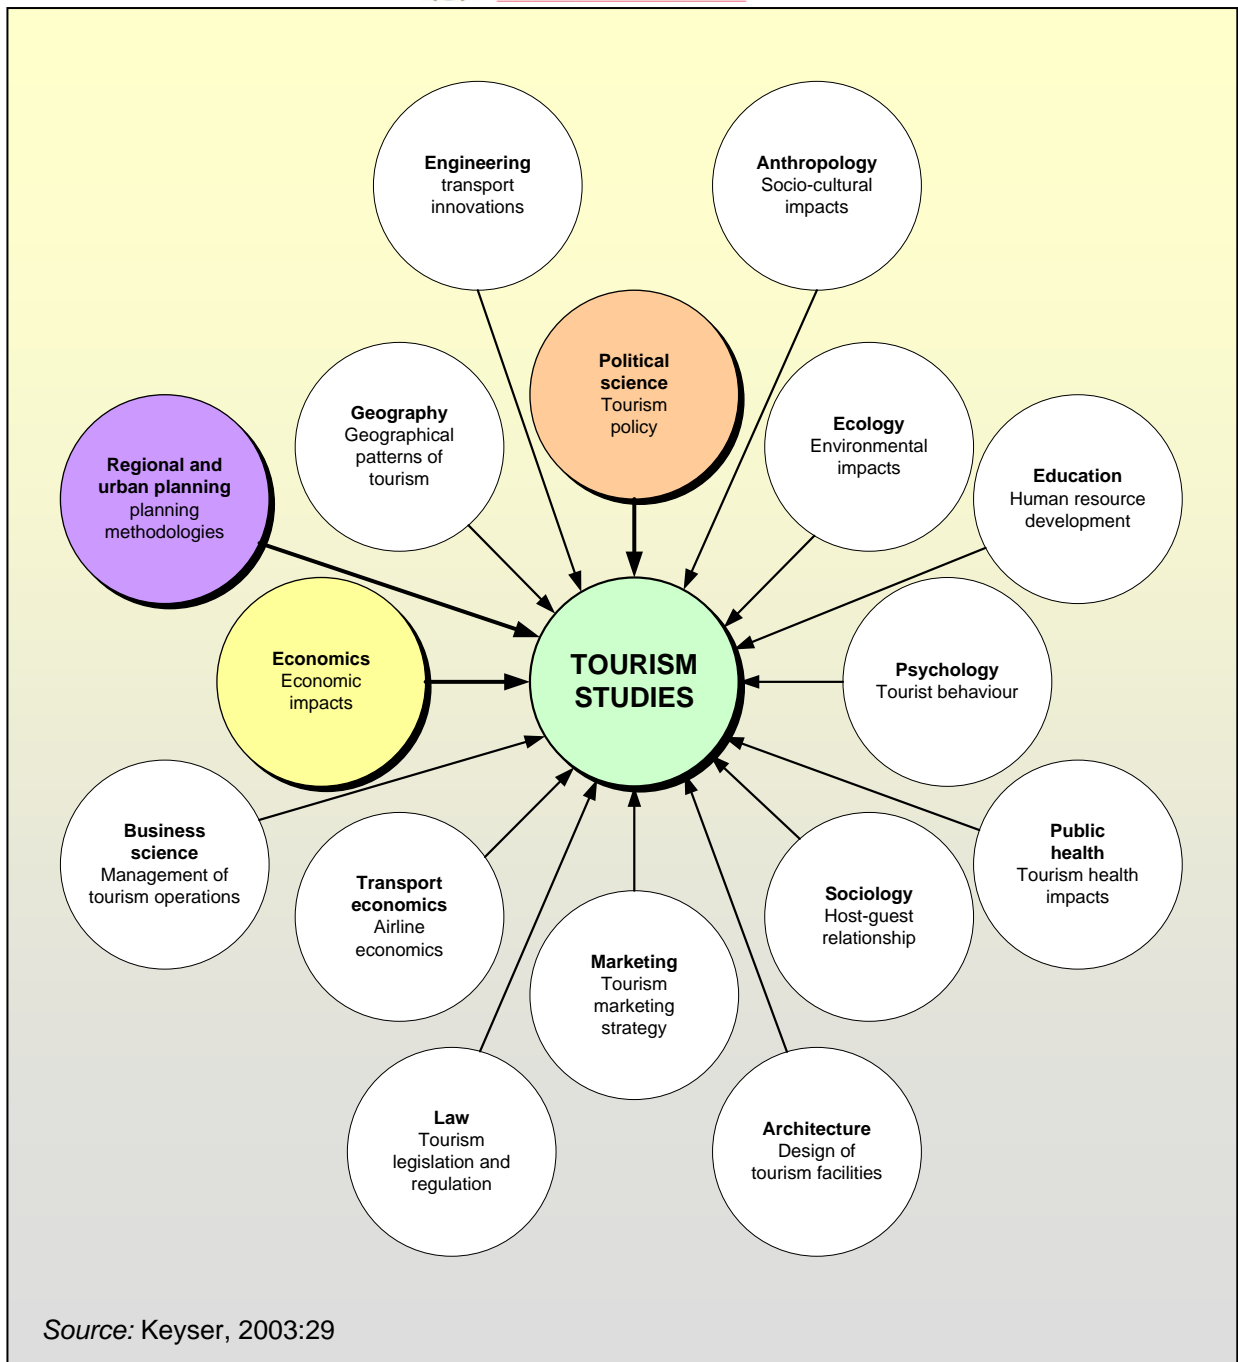 Engineering
transport
innovations
Anthropology
Socio-cultural
impacts
Political
science
Tourism
policy
Geography
Geographical
patterns of
tourism
Ecology
Environmental
impacts
Regional and
urban planning
planning
methodologies
Education
Human resource
development
Economics
Economic
impacts
TOURISM
STUDIES
Psychology
Tourist behaviour
Business
science
Management of
tourism operations
Transport
economics
Airline
economics
Marketing
Tourism
marketing
strategy
Sociology
Host-guest
relationship
Public
health
Tourism health
impacts
Law
Tourism
legislation and
regulation
Architecture
Design of
tourism facilities
Source: Keyser, 2003:29